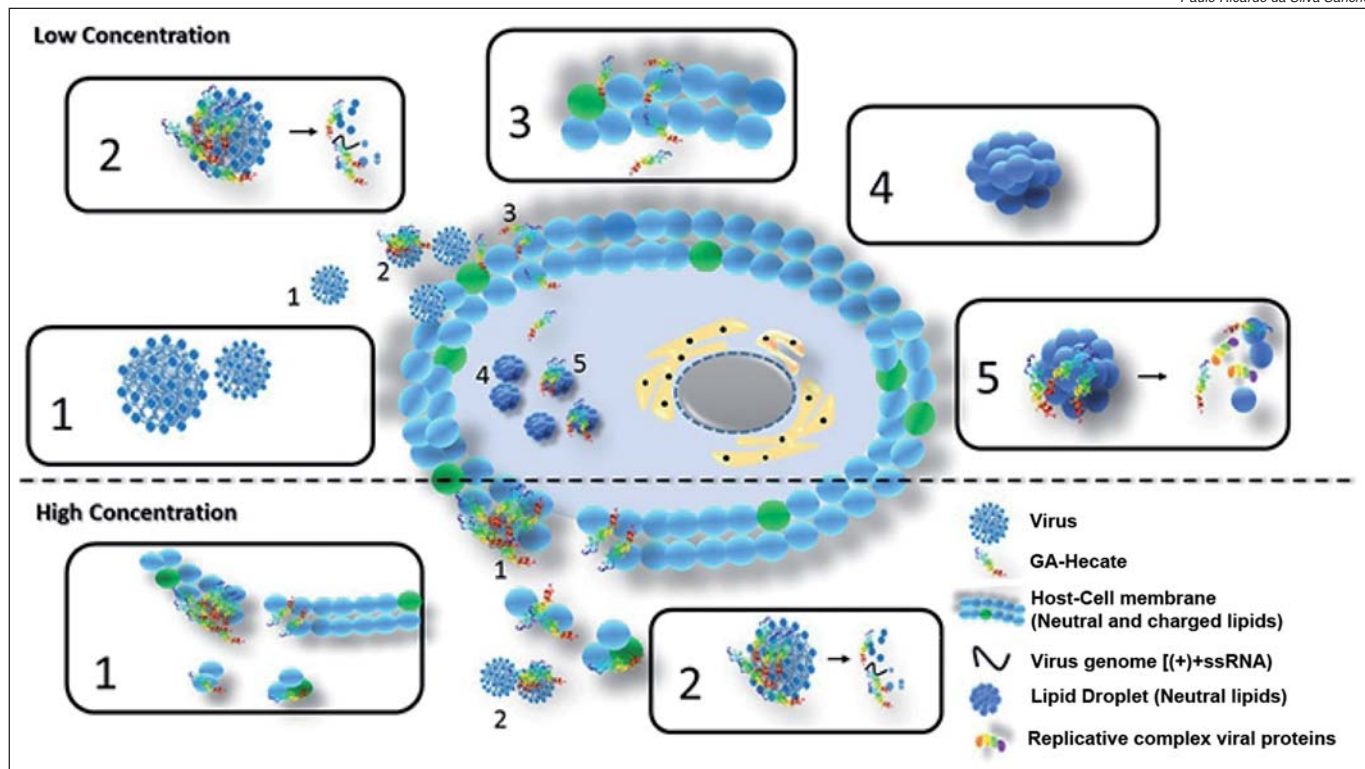 Low Concentration
2
3
4
3
2
1
1
4
5
5
High Concentration
1
1
2
2
Virus
GA-Hecate
Host-Cell membrane
(Neutral and charged lipids)
Virus genome [(+)+ssRNA)
Lipid Droplet (Neutral lipids)
Replicative complex viral proteins